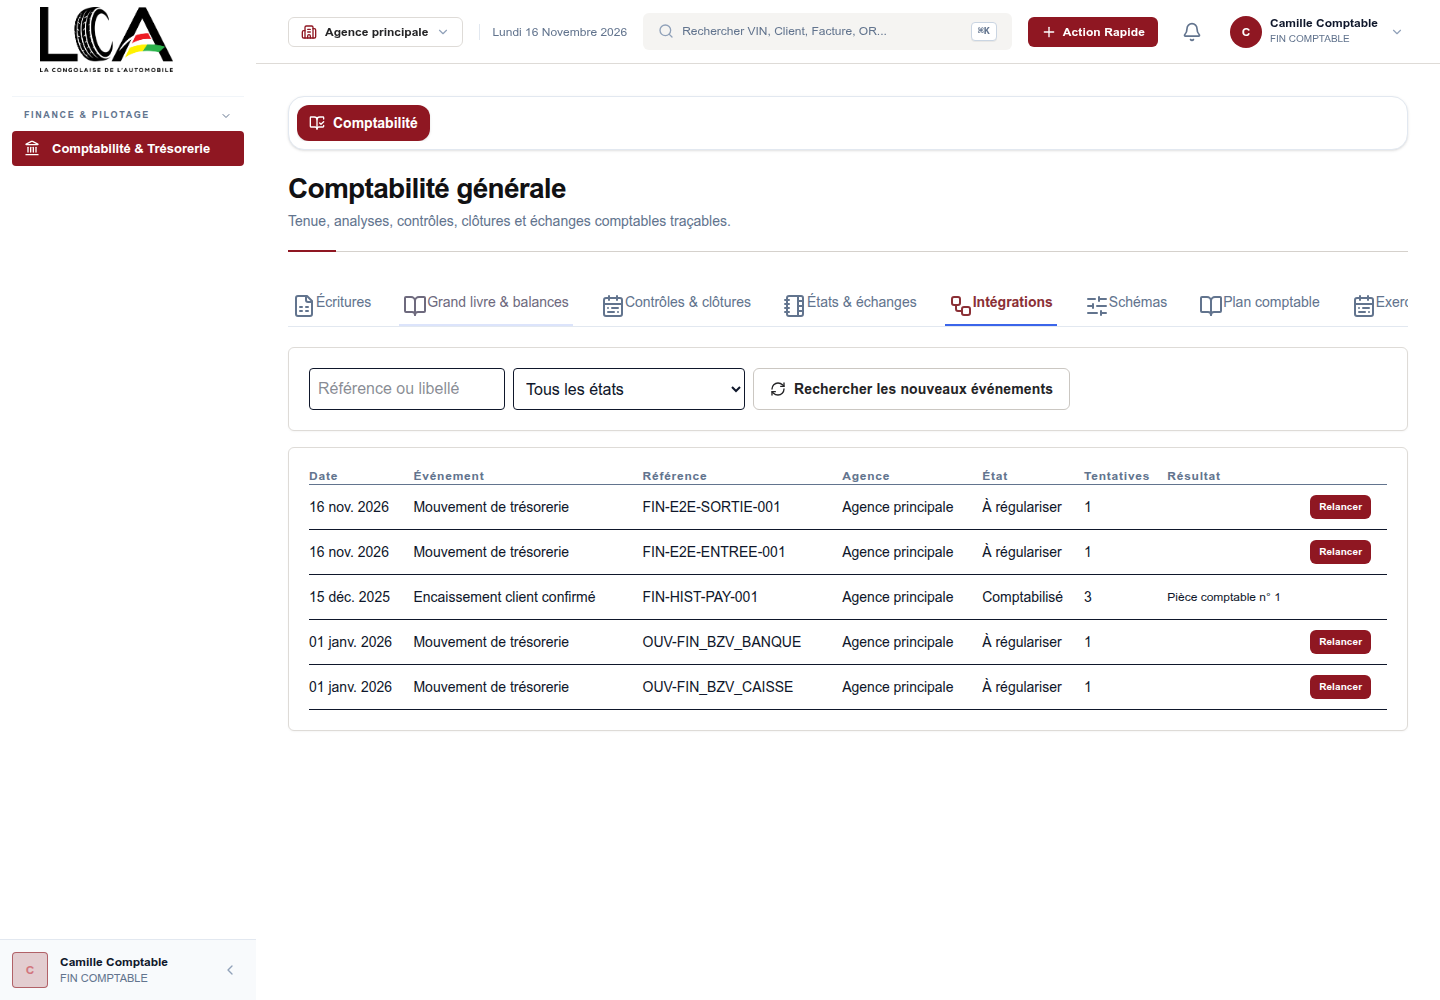 LCA
LA CONGOLAISE DE L'AUTOMOBILE
FINANCE & PILOTAGE
Comptabilité & Trésorerie
Agence principale
Lundi 16 Novembre 2026
Rechercher VIN, Client, Facture, OR...
⌘K
Action Rapide
C
Camille Comptable
FIN COMPTABLE
Comptabilité
Comptabilité générale
Tenue, analyses, contrôles, clôtures et échanges comptables traçables.
Écritures Grand livre & balances Contrôles & clôtures États & échanges Intégrations Schémas Plan comptable Exerc
Référence ou libellé
Tous les états
Rechercher les nouveaux événements
Date Événement Référence Agence État Tentatives Résultat
16 nov. 2026 Mouvement de trésorerie FIN-E2E-SORTIE-001 Agence principale À régulariser 1 Relancer
16 nov. 2026 Mouvement de trésorerie FIN-E2E-ENTREE-001 Agence principale À régulariser 1 Relancer
15 déc. 2025 Encaissement client confirmé FIN-HIST-PAY-001 Agence principale Comptabilisé 3 Pièce comptable n° 1
01 janv. 2026 Mouvement de trésorerie OUV-FIN_BZV_BANQUE Agence principale À régulariser 1 Relancer
01 janv. 2026 Mouvement de trésorerie OUV-FIN_BZV_CAISSE Agence principale À régulariser 1 Relancer
C
Camille Comptable
FIN COMPTABLE